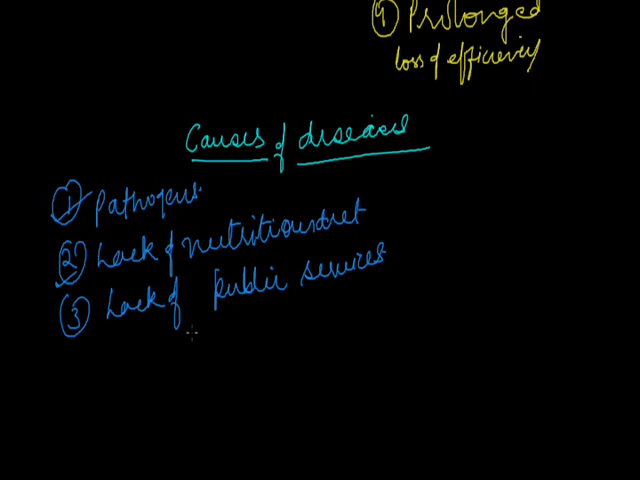 ④ Prolonged
loss of efficiency
Causes of diseases
① Pathogens.
② Lack of nutritious diet
③ Lack of public services